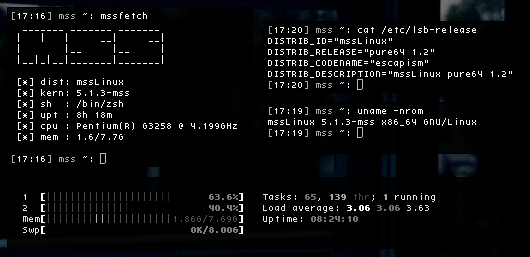 [17:16] mss ~: mssfetch
[*] dist: mssLinux
[*] kern: 5.1.3-mss
[*] sh  : /bin/zsh
[*] upt : 8h 18m
[*] cpu : Pentium(R) G3258 @ 4.199GHz
[*] mem : 1.6/7.7G
[17:16] mss ~:
[17:20] mss ~: cat /etc/lsb-release
DISTRIB_ID="mssLinux"
DISTRIB_RELEASE="pure64 1.2"
DISTRIB_CODENAME="escapism"
DISTRIB_DESCRIPTION="mssLinux pure64 1.2"
[17:20] mss ~:
[17:19] mss ~: uname -nrom
mssLinux 5.1.3-mss x86_64 GNU/Linux
[17:19] mss ~:
1 [||||||||||||||||||||||| 63.6%]
2 [||||||||||||||| 40.4%]
Mem[|||||||||||||||||||||||1.86G/7.69G]
Swp[ 0K/8.00G]
Tasks: 65, 139 thr; 1 running
Load average: 3.06 3.06 3.63
Uptime: 08:24:10